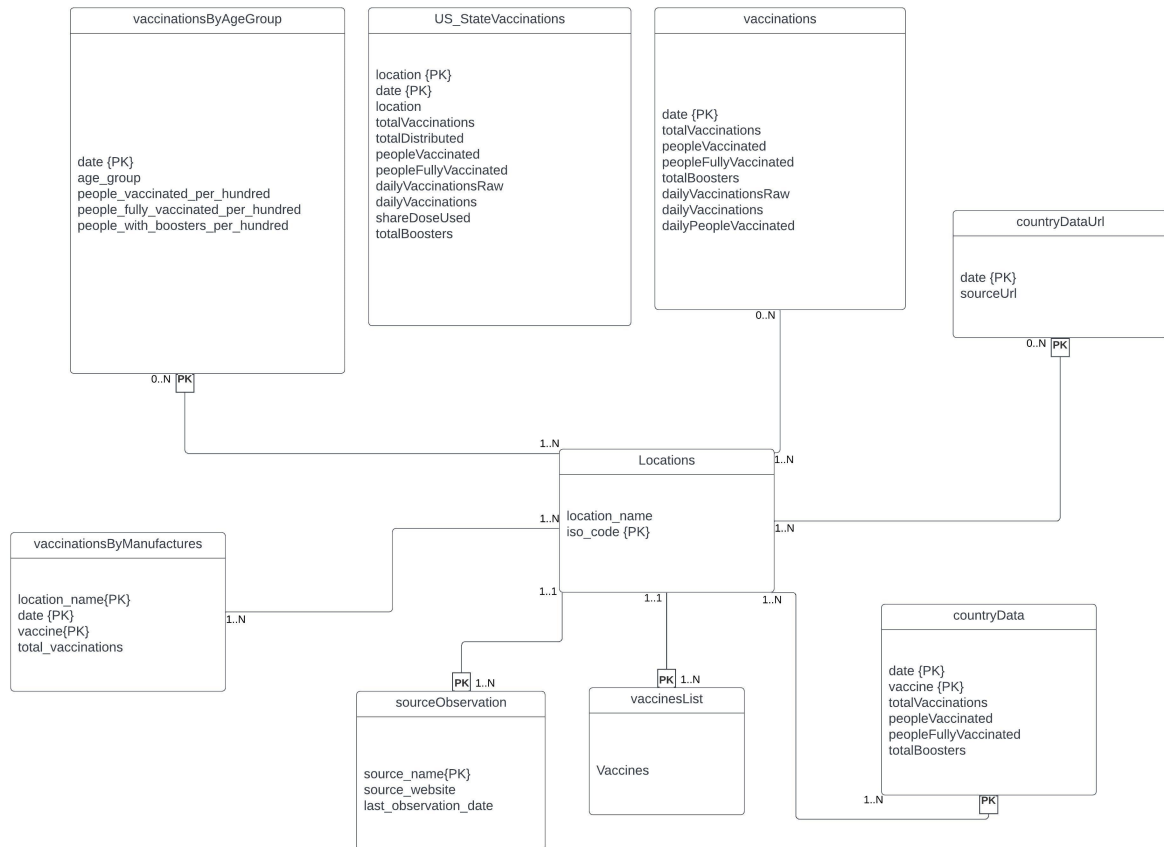 vaccinationsByAgeGroup
date {PK}
age_group
people_vaccinated_per_hundred
people_fully_vaccinated_per_hundred
people_with_boosters_per_hundred
0..N
PK
US_StateVaccinations
location {PK}
date {PK}
location
totalVaccinations
totalDistributed
peopleVaccinated
peopleFullyVaccinated
dailyVaccinationsRaw
dailyVaccinations
shareDoseUsed
totalBoosters
vaccinations
date {PK}
totalVaccinations
peopleVaccinated
peopleFullyVaccinated
totalBoosters
dailyVaccinationsRaw
dailyVaccinations
dailyPeopleVaccinated
0..N
countryDataUrl
date {PK}
sourceUrl
0..N
PK
1..N
Locations
1..N
location_name
iso_code {PK}
1..N
1..N
1..1
1..1
1..N
vaccinationsByManufactures
location_name{PK}
date {PK}
vaccine{PK}
total_vaccinations
1..N
PK
1..N
sourceObservation
source_name{PK}
source_website
last_observation_date
PK
1..N
vaccinesList
Vaccines
countryData
date {PK}
vaccine {PK}
totalVaccinations
peopleVaccinated
peopleFullyVaccinated
totalBoosters
1..N
PK